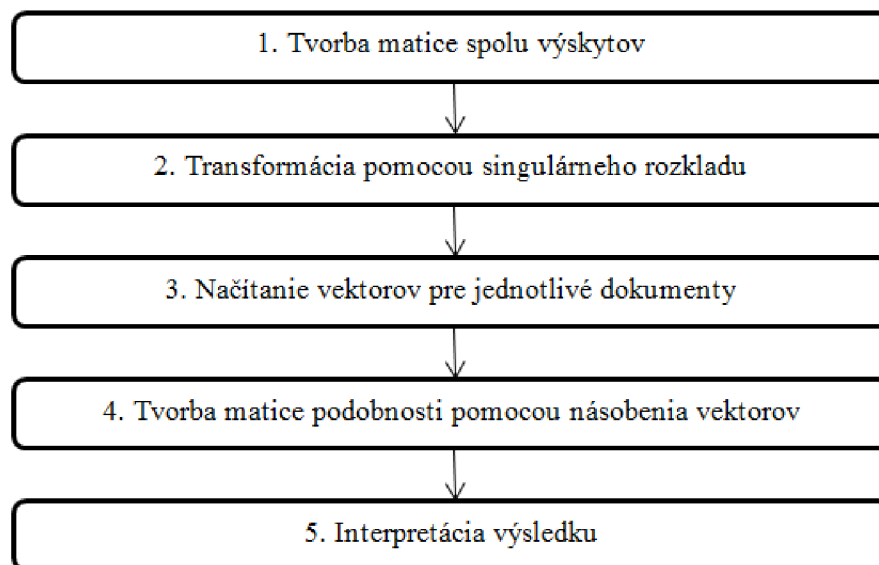 1. Tvorba matice spolu výskytov
2. Transformácia pomocou singulárneho rozkladu
3. Načítanie vektorov pre jednotlivé dokumenty
4. Tvorba matice podobnosti pomocou násobenia vektorov
5. Interpretácia výsledku